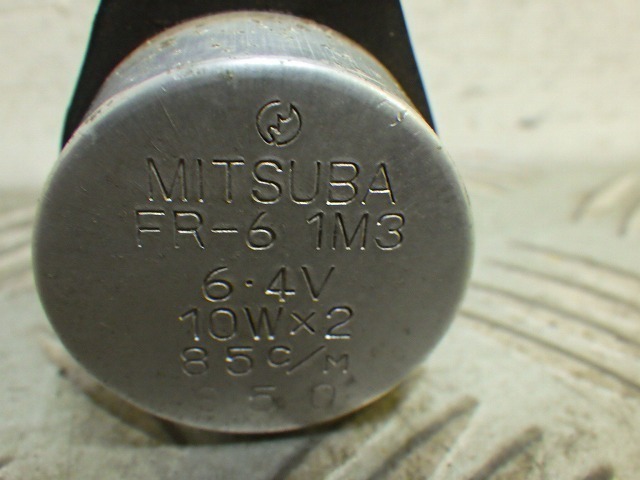 MITSUBA
FR-6 1M3
6.4V
10W×2
85c/M